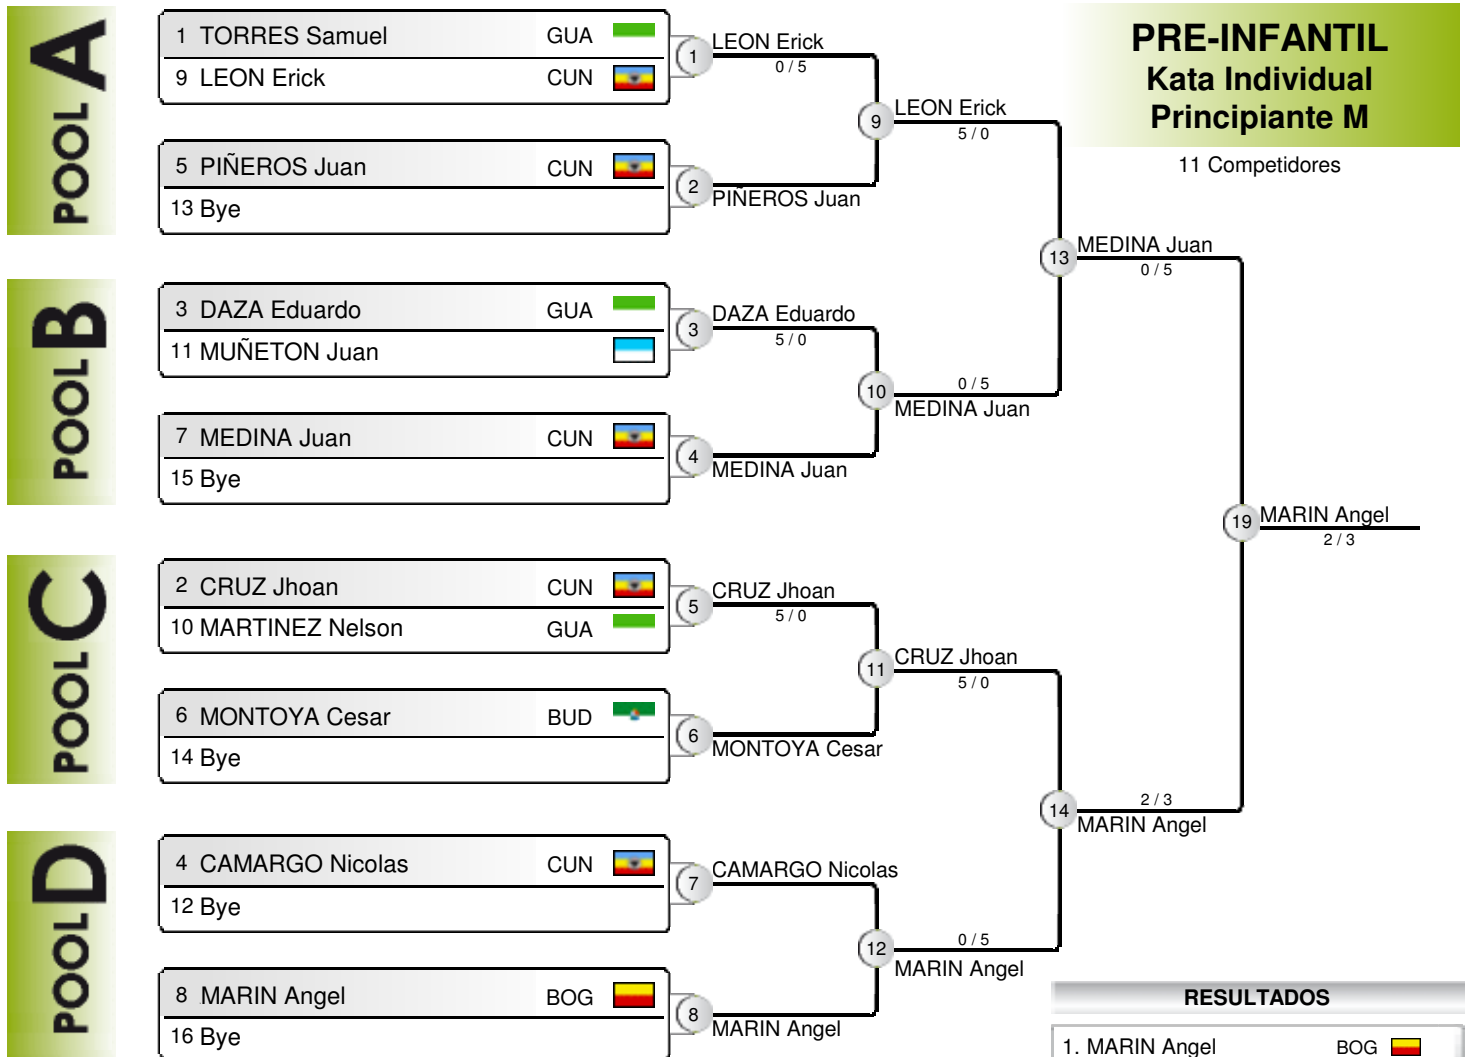 PRE-INFANTIL
Kata Individual
Principiante M
11 Competidores
POOL A
1 TORRES Samuel GUA
9 LEON Erick CUN
5 PIÑEROS Juan CUN
13 Bye
1 LEON Erick
0 / 5
2 PIÑEROS Juan
9 LEON Erick
5 / 0
POOL B
3 DAZA Eduardo GUA
11 MUÑETON Juan
7 MEDINA Juan CUN
15 Bye
3 DAZA Eduardo
5 / 0
4 MEDINA Juan
10 0 / 5
MEDINA Juan
13 MEDINA Juan
0 / 5
POOL C
2 CRUZ Jhoan CUN
10 MARTINEZ Nelson GUA
6 MONTOYA Cesar BUD
14 Bye
5 CRUZ Jhoan
5 / 0
6 MONTOYA Cesar
11 CRUZ Jhoan
5 / 0
POOL D
4 CAMARGO Nicolas CUN
12 Bye
8 MARIN Angel BOG
16 Bye
7 CAMARGO Nicolas
8 MARIN Angel
12 0 / 5
MARIN Angel
14 2 / 3
MARIN Angel
19 MARIN Angel
2 / 3
RESULTADOS
1. MARIN Angel BOG